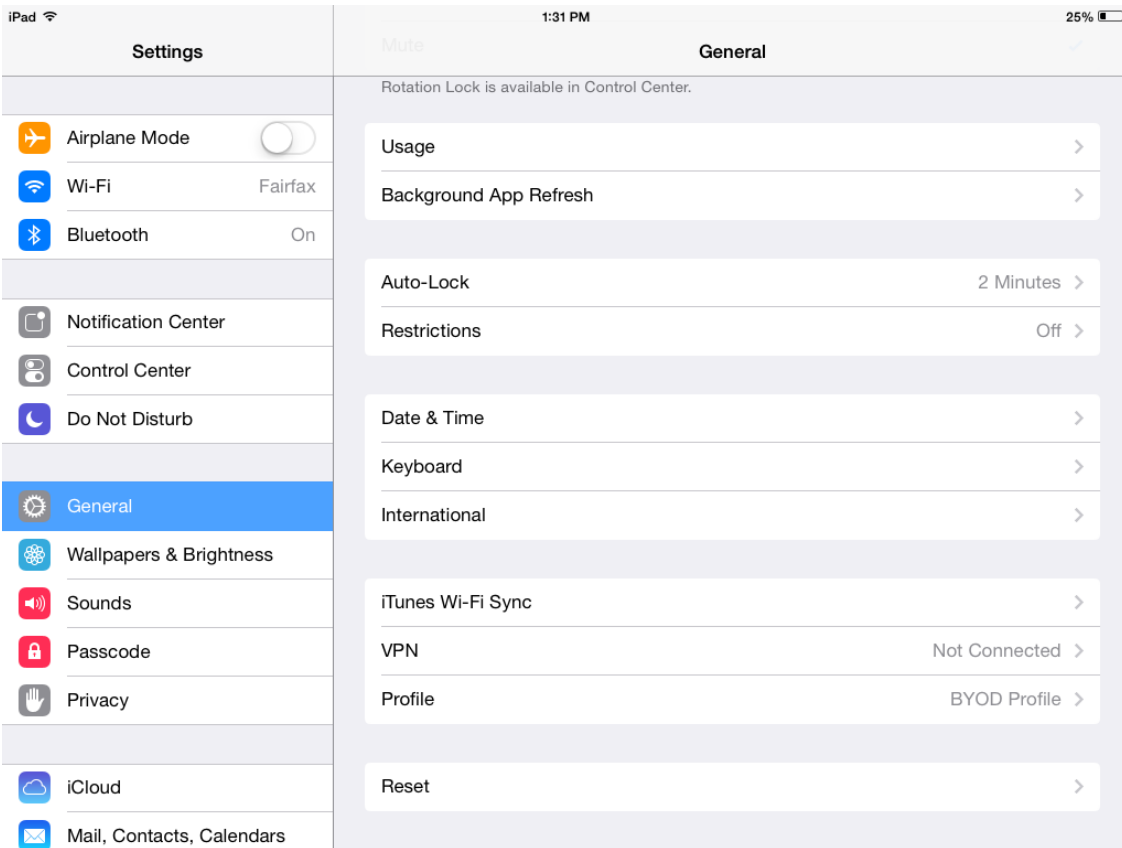 iPad 1:31 PM 25%
Settings
Mute
General
Rotation Lock is available in Control Center.
Airplane Mode
Wi-Fi Fairfax
Bluetooth On
Notification Center
Control Center
Do Not Disturb
General
Wallpapers & Brightness
Sounds
Passcode
Privacy
iCloud
Mail, Contacts, Calendars
Usage
Background App Refresh
Auto-Lock 2 Minutes
Restrictions Off
Date & Time
Keyboard
International
iTunes Wi-Fi Sync
VPN Not Connected
Profile BYOD Profile
Reset